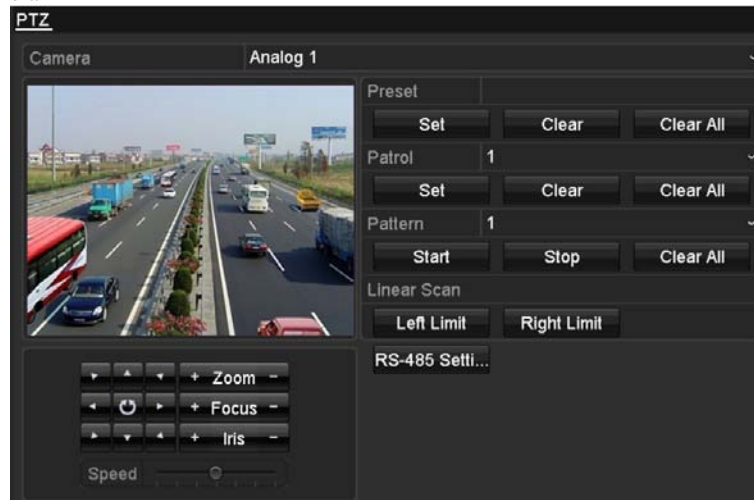 PTZ
Camera Analog 1
Preset
Set Clear Clear All
Patrol 1
Set Clear Clear All
Pattern 1
Start Stop Clear All
Linear Scan
Left Limit Right Limit
RS-485 Setti...
+ Zoom -
+ Focus -
+ Iris -
Speed